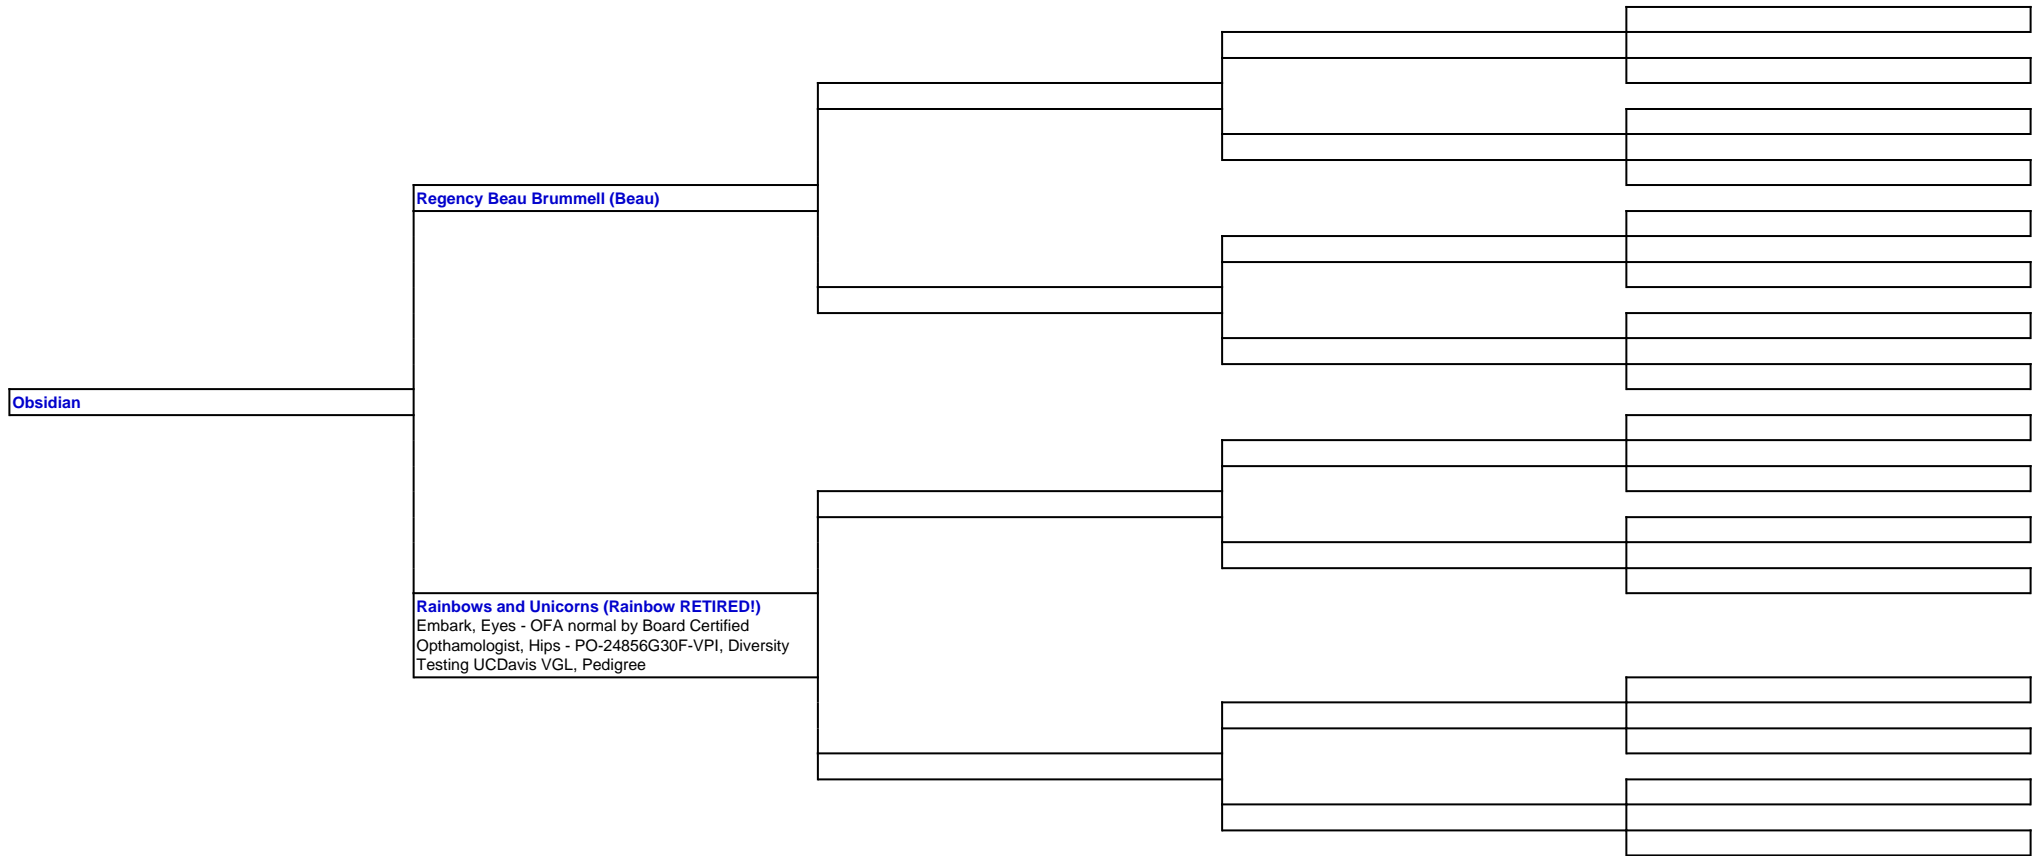 Regency Beau Brummell (Beau)
Obsidian
Rainbows and Unicorns (Rainbow RETIRED!)
Embark, Eyes - OFA normal by Board Certified
Opthamologist, Hips - PO-24856G30F-VPI, Diversity
Testing UCDavis VGL, Pedigree